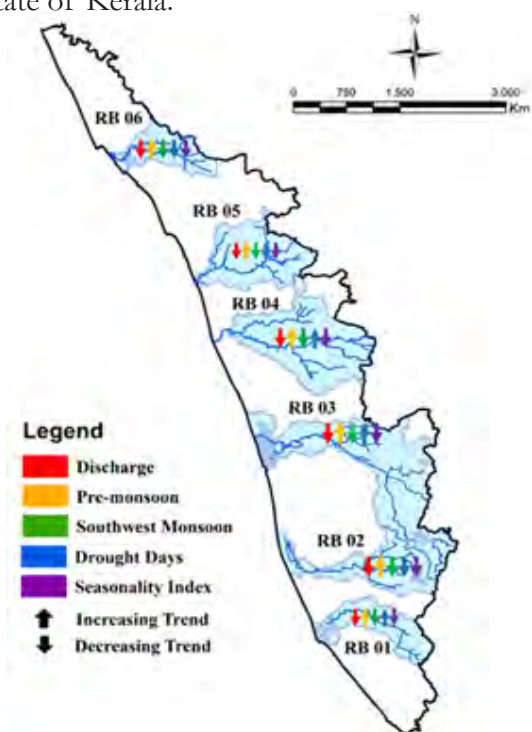 tate of Kerala.
N
0 750 1,500 3,000
Km
RB 06
RB 05
RB 04
RB 03
RB 02
RB 01
Legend
Discharge
Pre-monsoon
Southwest Monsoon
Drought Days
Seasonality Index
Increasing Trend
Decreasing Trend